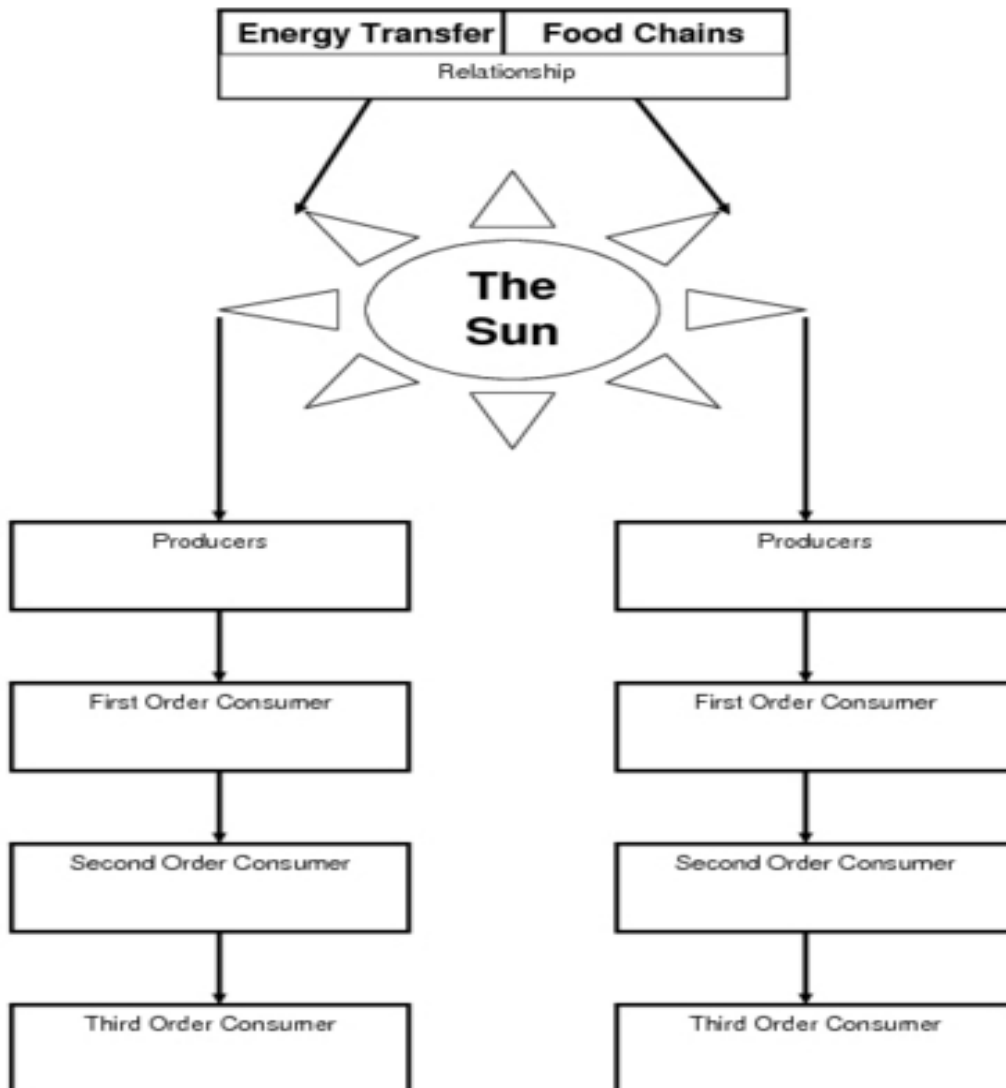 Energy Transfer Food Chains
Relationship
The
Sun
Producers
Producers
First Order Consumer
First Order Consumer
Second Order Consumer
Second Order Consumer
Third Order Consumer
Third Order Consumer